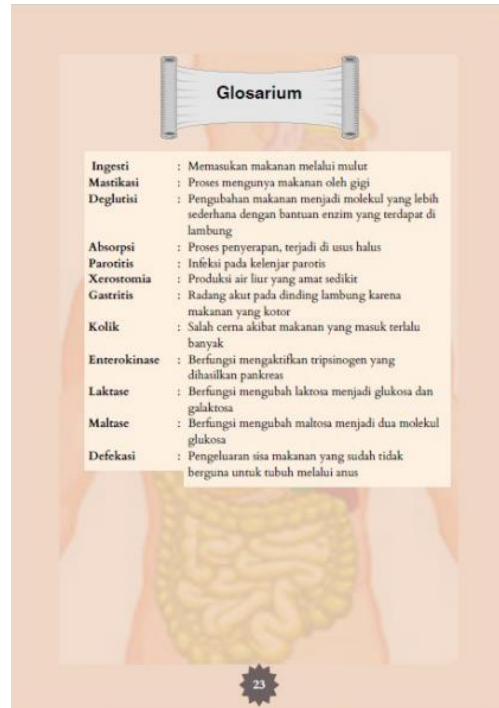 Glosarium
Ingesti : Memasukan makanan melalui mulut
Mastikasi : Proses mengunya makanan oleh gigi
Deglutisi : Pengubahan makanan menjadi molekul yang lebih
sederhana dengan bantuan enzim yang terdapat di
lambung
Absorpsi : Proses penyerapan, terjadi di usus halus
Parotitis : Infeksi pada kelenjar parotis
Xerostomia : Produksi air liur yang amat sedikit
Gastritis : Radang akut pada dinding lambung karena
makanan yang kotor
Kolik : Salah cerna akibat makanan yang masuk terlalu
banyak
Enterokinase : Berfungsi mengaktifkan tripsinogen yang
dihasilkan pankreas
Laktase : Berfungsi mengubah laktosa menjadi glukosa dan
galaktosa
Maltase : Berfungsi mengubah maltosa menjadi dua molekul
glukosa
Defekasi : Pengeluaran sisa makanan yang sudah tidak
berguna untuk tubuh melalui anus
23